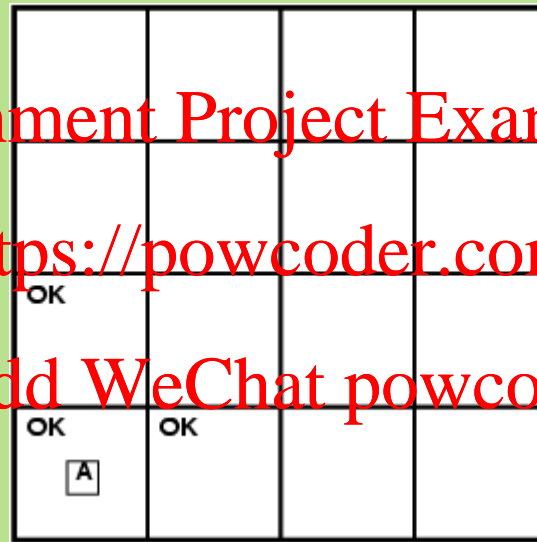 nment Project Exan
tps://powcoder.con
OK
dd WeChat powco
OK OK
A